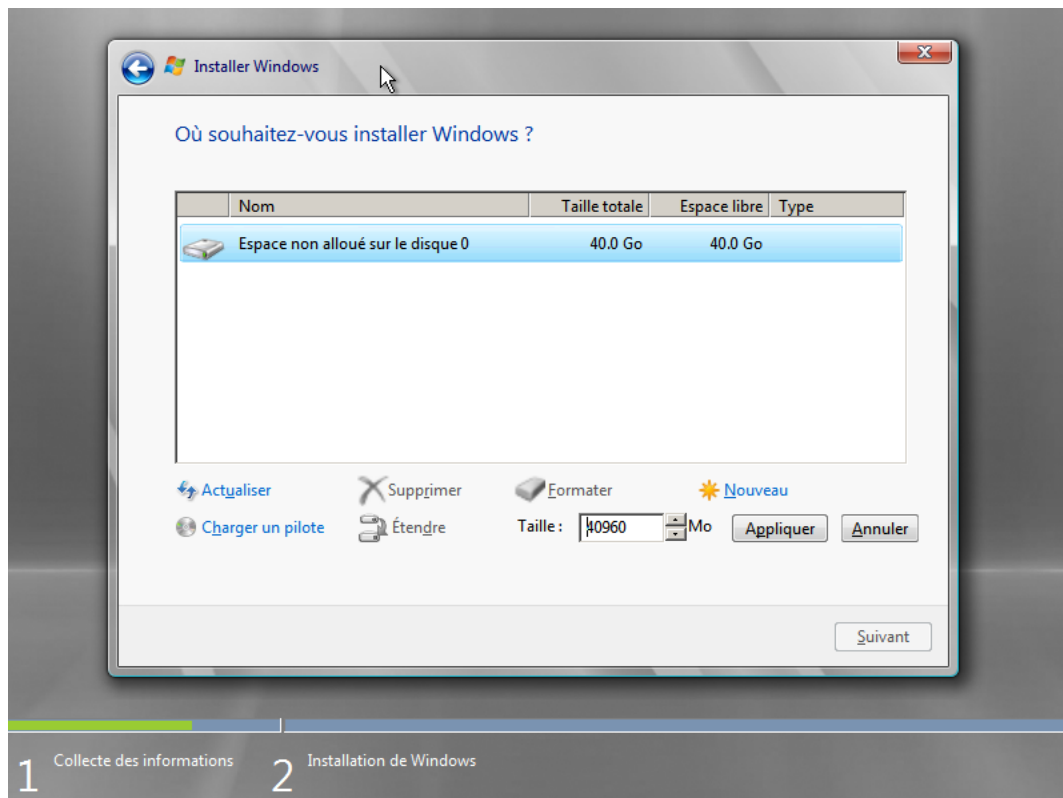 Installer Windows
Où souhaitez-vous installer Windows ?
Nom Taille totale Espace libre Type
Espace non alloué sur le disque 0 40.0 Go 40.0 Go
Actualiser Supprimer Formater Nouveau
Charger un pilote Étendre Taille : 40960 Mo Appliquer Annuler
Suivant
1 Collecte des informations 2 Installation de Windows